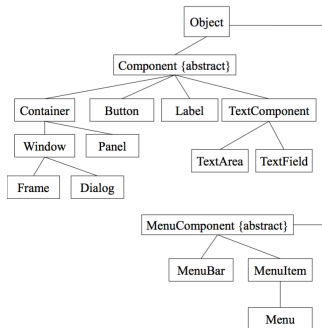 Object
Component {abstract}
Container Button Label TextComponent
Window Panel
TextArea TextField
Frame Dialog
MenuComponent {abstract}
MenuBar MenuItem
Menu